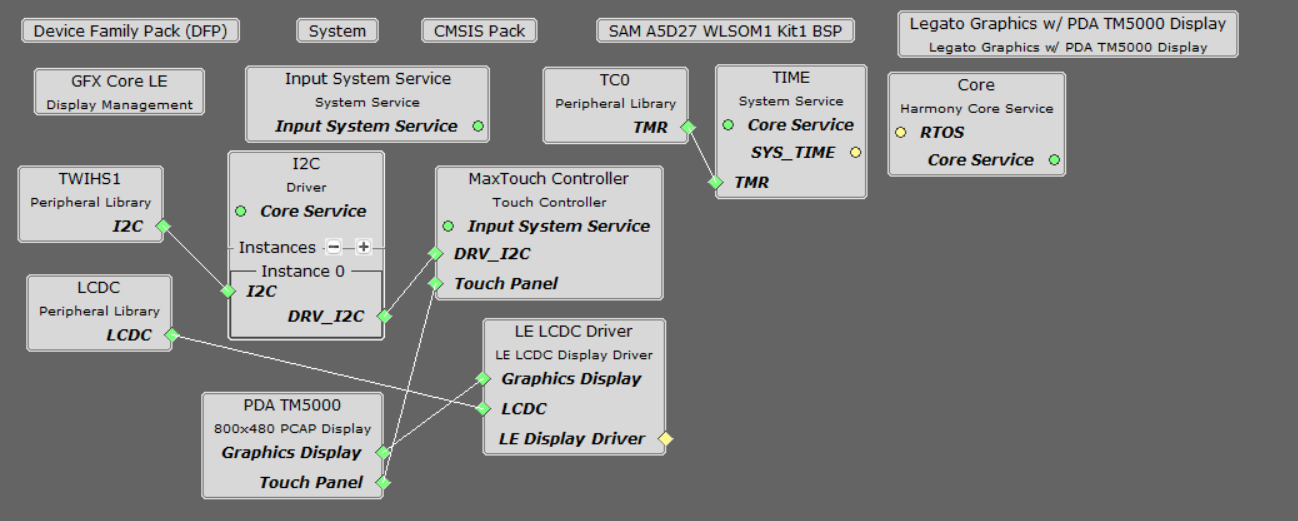 Device Family Pack (DFP)
System
CMSIS Pack
SAM A5D27 WLSOM1 Kit1 BSP
Legato Graphics w/ PDA TM5000 Display
Legato Graphics w/ PDA TM5000 Display
GFX Core LE
Display Management
Input System Service
System Service
Input System Service
TC0
Peripheral Library
TMR
TIME
System Service
Core Service
SYS_TIME
TMR
Core
Harmony Core Service
RTOS
Core Service
TWIHS1
Peripheral Library
I2C
I2C
Driver
Core Service
Instances
Instance 0
I2C
DRV_I2C
MaxTouch Controller
Touch Controller
Input System Service
DRV_I2C
Touch Panel
LCDC
Peripheral Library
LCDC
LE LCDC Driver
LE LCDC Display Driver
Graphics Display
LCDC
LE Display Driver
PDA TM5000
800x480 PCAP Display
Graphics Display
Touch Panel